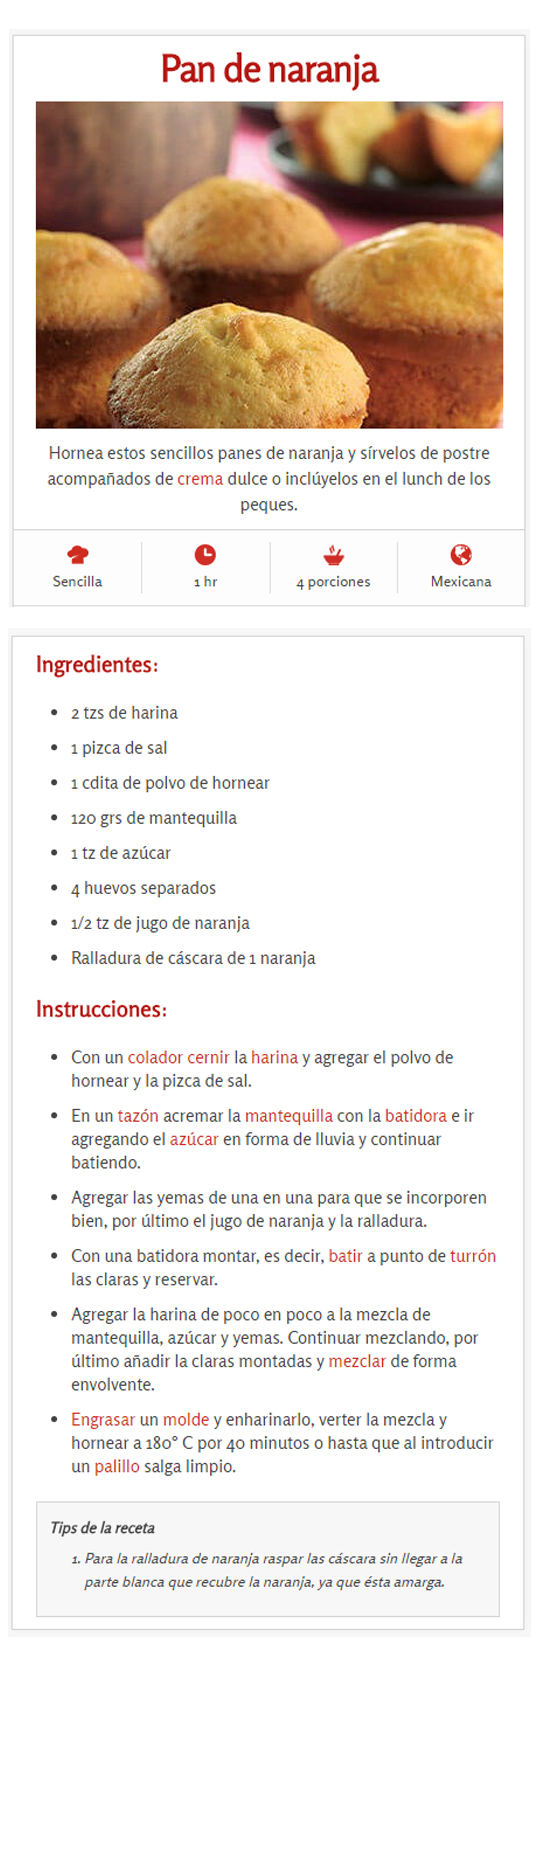 Pan de naranja
Hornea estos sencillos panes de naranja y sírvelos de postre
acompañados de crema dulce o inclúyelos en el lunch de los
peques.
Sencilla
1 hr
4 porciones
Mexicana
Ingredientes:
• 2 tzs de harina
• 1 pizca de sal
• 1 cdita de polvo de hornear
• 120 grs de mantequilla
• 1 tz de azúcar
• 4 huevos separados
• 1/2 tz de jugo de naranja
• Ralladura de cáscara de 1 naranja
Instrucciones:
• Con un colador cernir la harina y agregar el polvo de
hornear y la pizca de sal.
• En un tazón acremar la mantequilla con la batidora e ir
agregando el azúcar en forma de lluvia y continuar
batiendo.
• Agregar las yemas de una en una para que se incorporen
bien, por último el jugo de naranja y la ralladura.
• Con una batidora montar, es decir, batir a punto de turrón
las claras y reservar.
• Agregar la harina de poco en poco a la mezcla de
mantequilla, azúcar y yemas. Continuar mezclando, por
último añadir la claras montadas y mezclar de forma
envolvente.
• Engrasar un molde y enharinarlo, verter la mezcla y
hornear a 180° C por 40 minutos o hasta que al introducir
un palillo salga limpio.
Tips de la receta
1. Para la ralladura de naranja raspar las cáscara sin llegar a la
parte blanca que recubre la naranja, ya que ésta amarga.